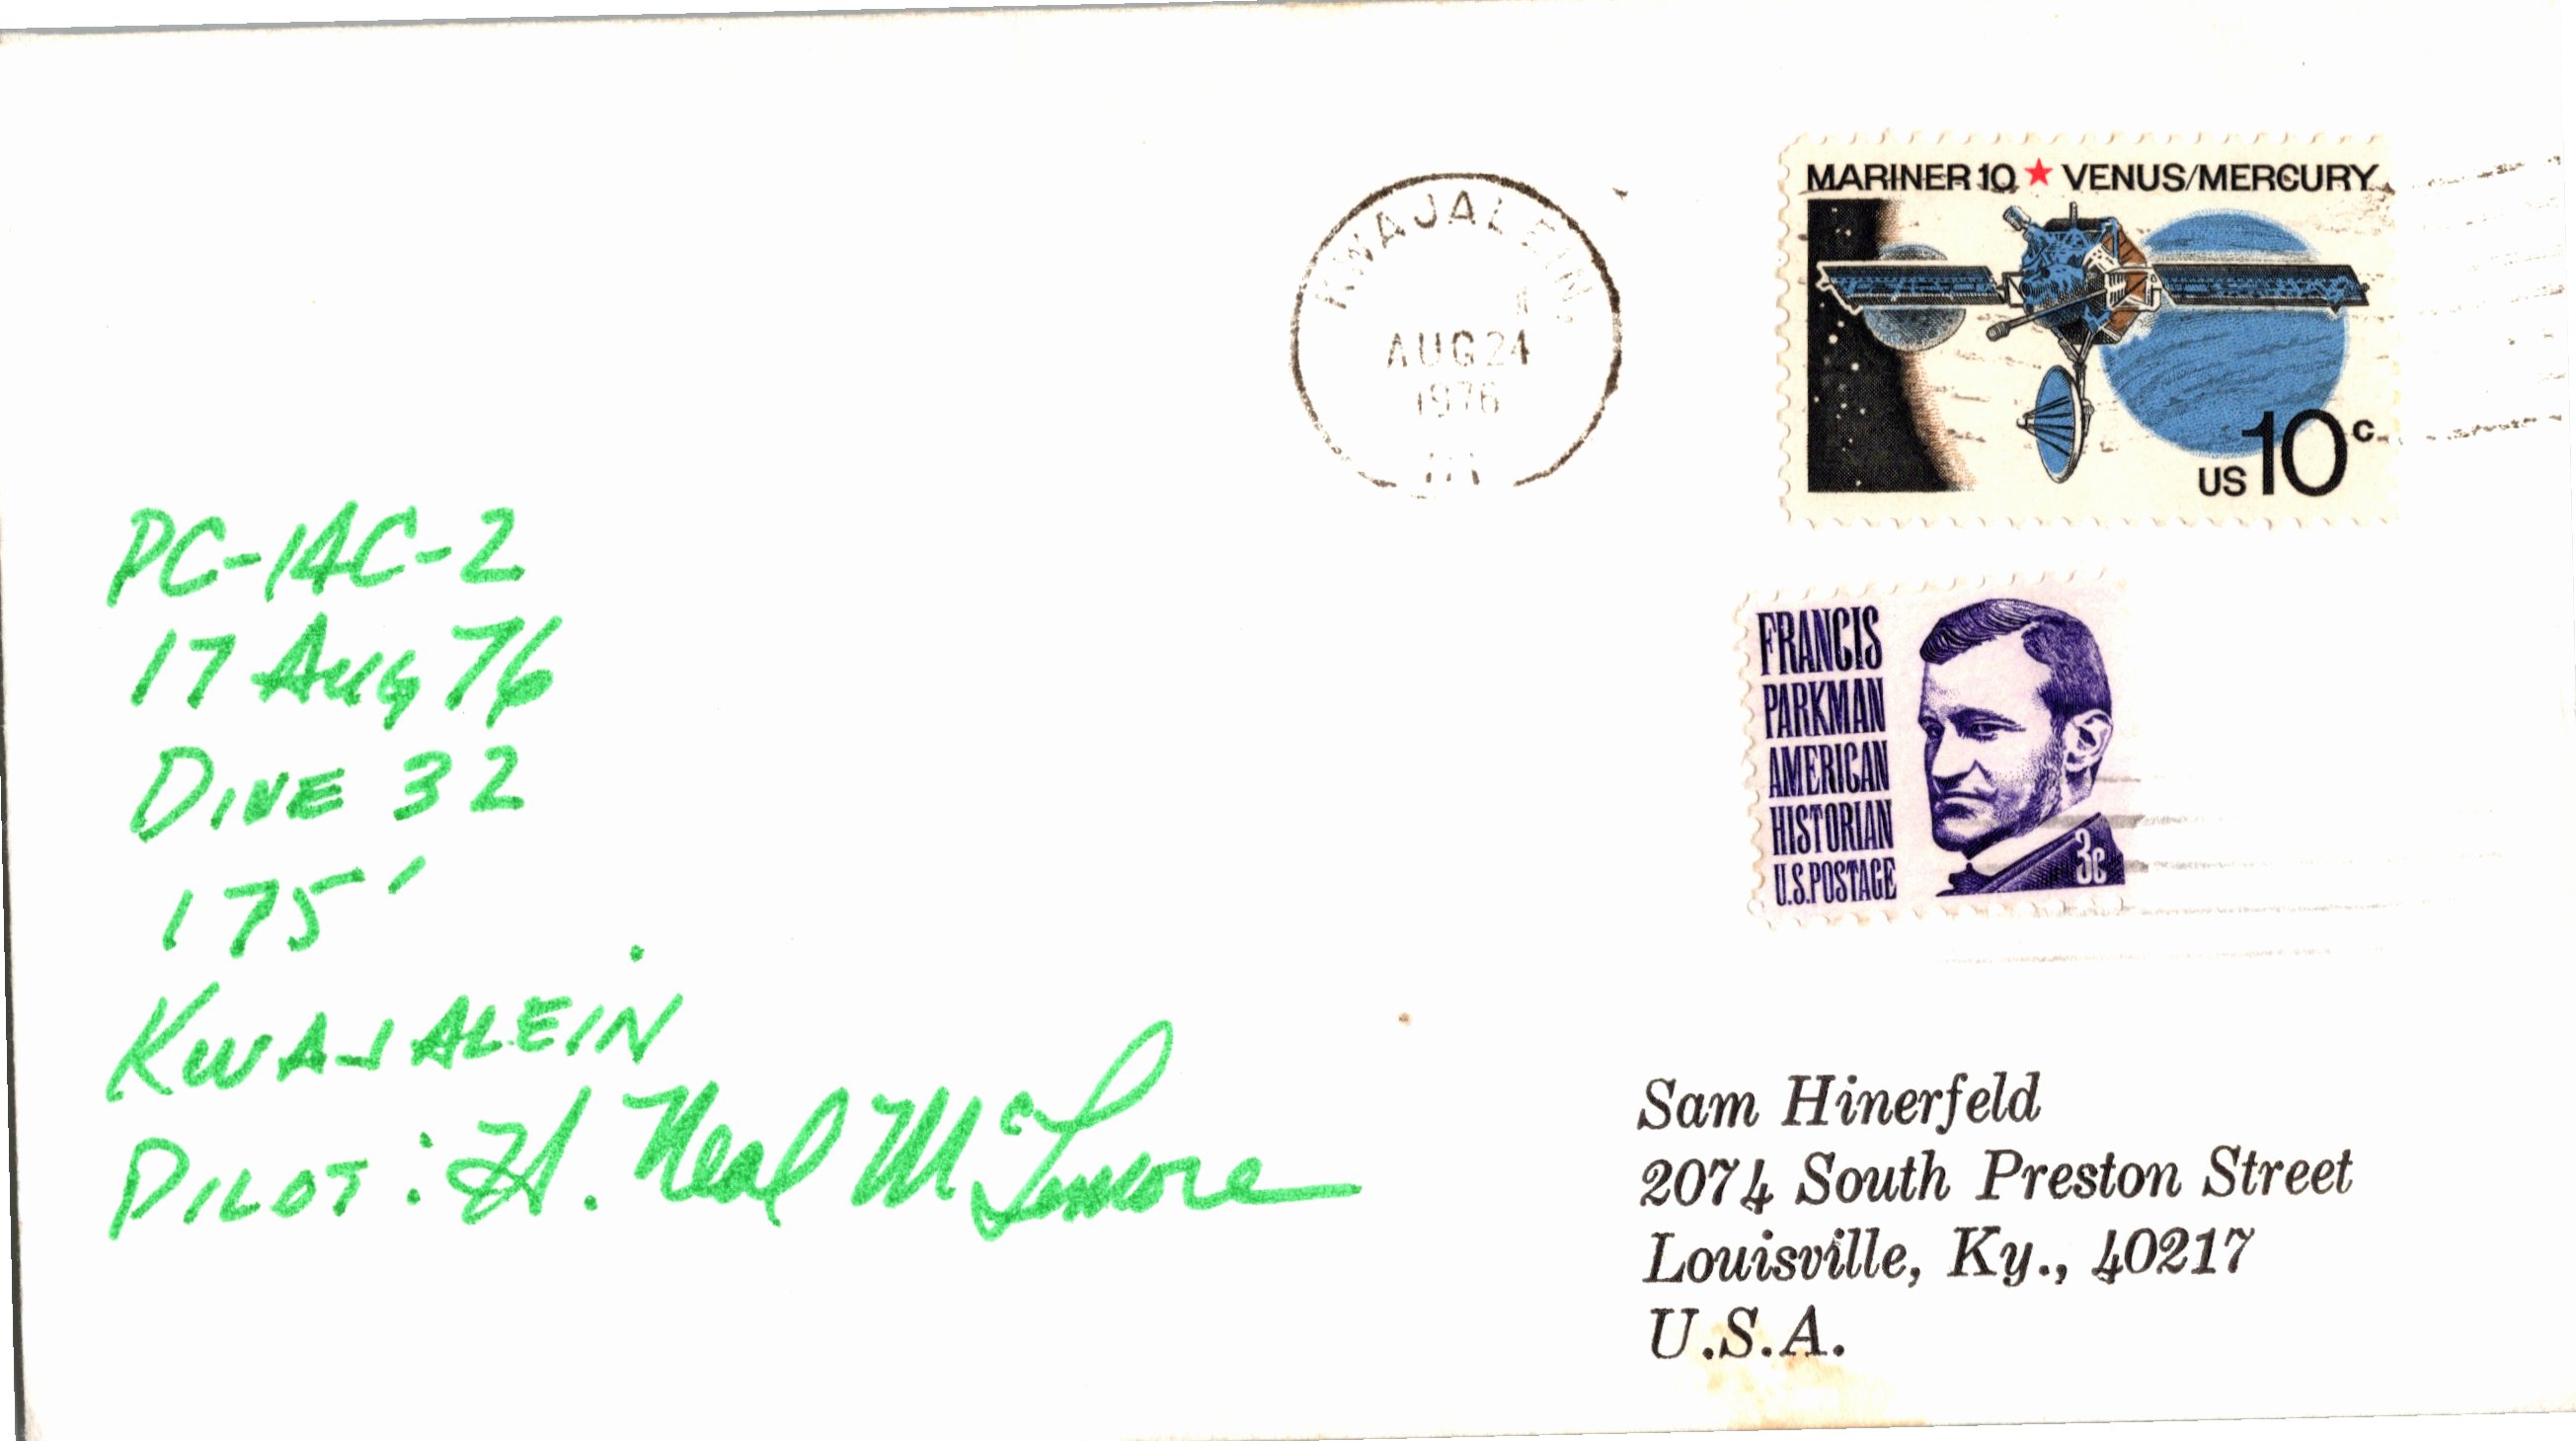 KWAJALEIN,
AUG 24
1976
MARINER 10 ★ VENUS/MERCURY
US 10c
FRANCIS
PARKMAN
AMERICAN
HISTORIAN
U.S. POSTAGE
3c
PC-14C-2
17 Aug 76
DIVE 32
175'
KWAJALEIN
PILOT: H. Neal
Sam Hinerfeld
2074 South Preston Street
Louisville, Ky., 40217
U.S.A.